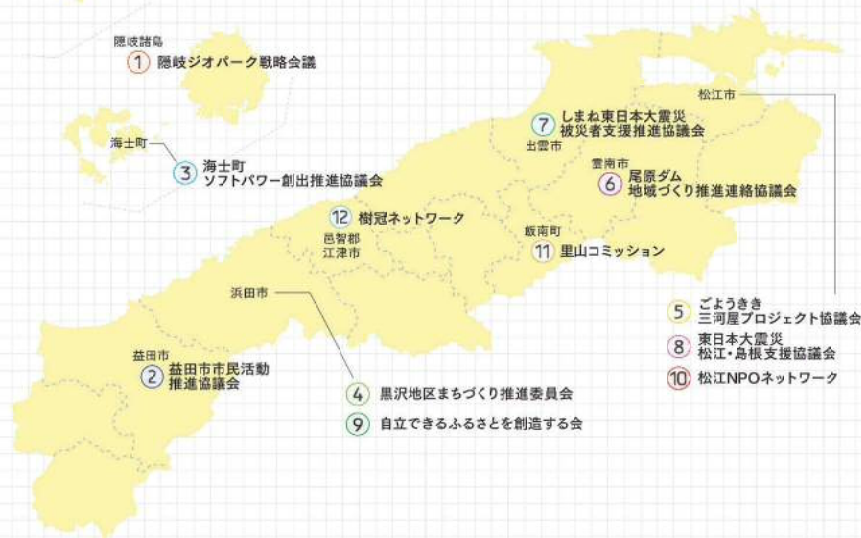 隠岐諸島
① 隠岐ジオパーク戦略会議
海士町
③ 海士町
ソフトパワー創出推進協議会
松江市
⑦ しまね東日本大震災
被災者支援推進協議会
出雲市
雲南市
⑥ 尾原ダム
地域づくり推進連絡協議会
⑫ 樹冠ネットワーク
邑智郡
江津市
飯南町
⑪ 里山コミッション
浜田市
⑤ ごようきき
三河屋プロジェクト協議会
⑧ 東日本大震災
松江・島根支援協議会
⑩ 松江NPOネットワーク
益田市
② 益田市市民活動
推進協議会
④ 黒沢地区まちづくり推進委員会
⑨ 自立できるふるさとを創造する会